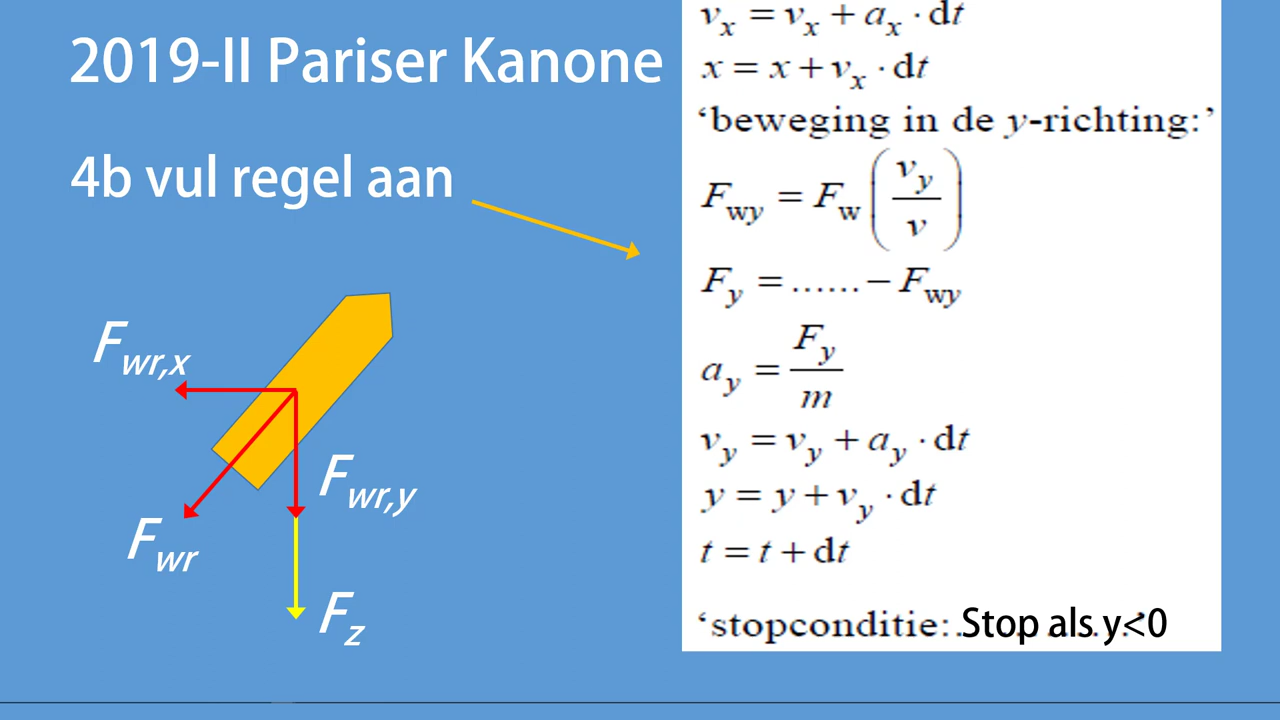 2019-II Pariser Kanone
4b vul regel aan
F_wr,x
F_wr,y
F_wr
F_z
v_x = v_x + a_x · dt
x = x + v_x · dt
‘beweging in de y-richting:’
F_wy = F_w (v_y / v)
F_y = ...... − F_wy
a_y = F_y / m
v_y = v_y + a_y · dt
y = y + v_y · dt
t = t + dt
‘stopconditie: Stop als y<0’